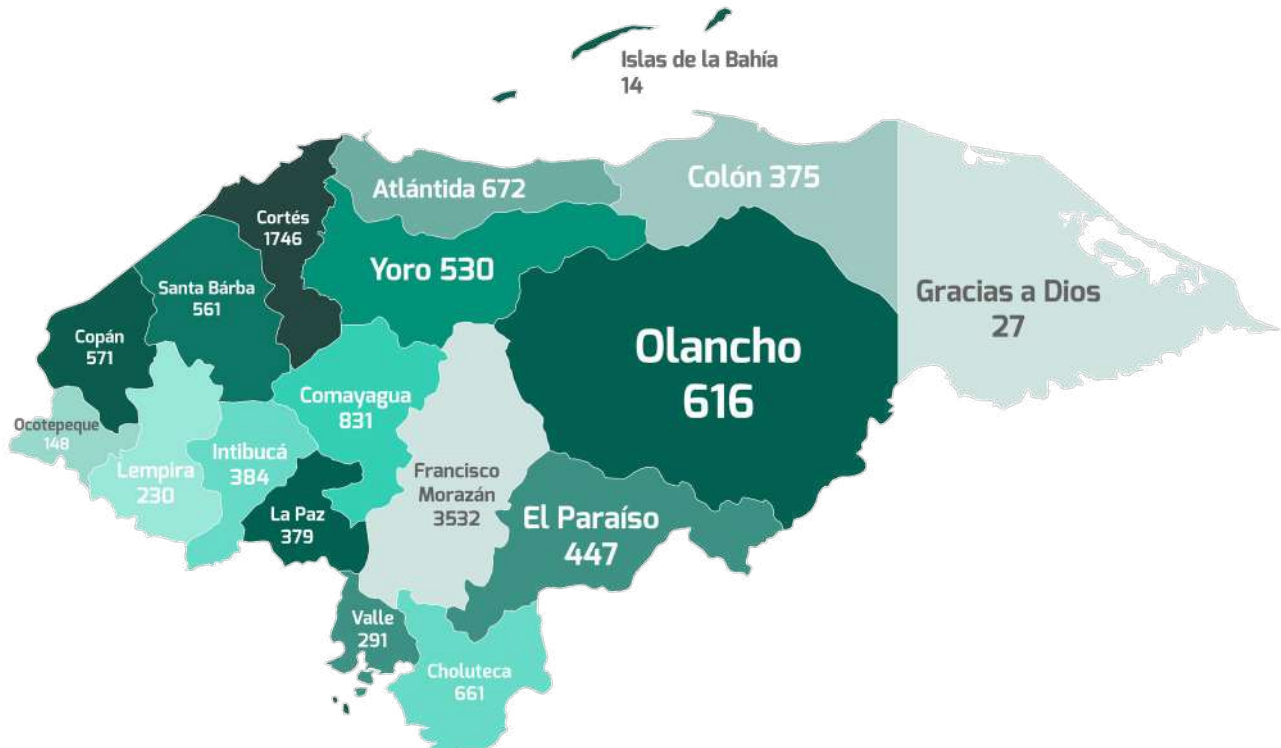 Islas de la Bahía
14
Atlántida 672
Colón 375
Cortés
1746
Yoro 530
Santa Bárba
561
Gracias a Dios
27
Copán
571
Olancho
616
Comayagua
831
Ocotepeque
148
Intibucá
384
Lempira
230
Francisco
Morazán
3532
La Paz
379
El Paraíso
447
Valle
291
Choluteca
661